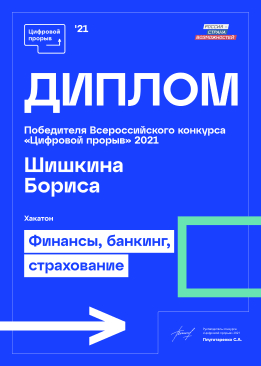 Цифровой
прорыв
'21
РОССИЯ –
СТРАНА
ВОЗМОЖНОСТЕЙ
ДИПЛОМ
Победителя Всероссийского конкурса
«Цифровой прорыв» 2021
Шишкина
Бориса
Хакатон
Финансы, банкинг,
страхование